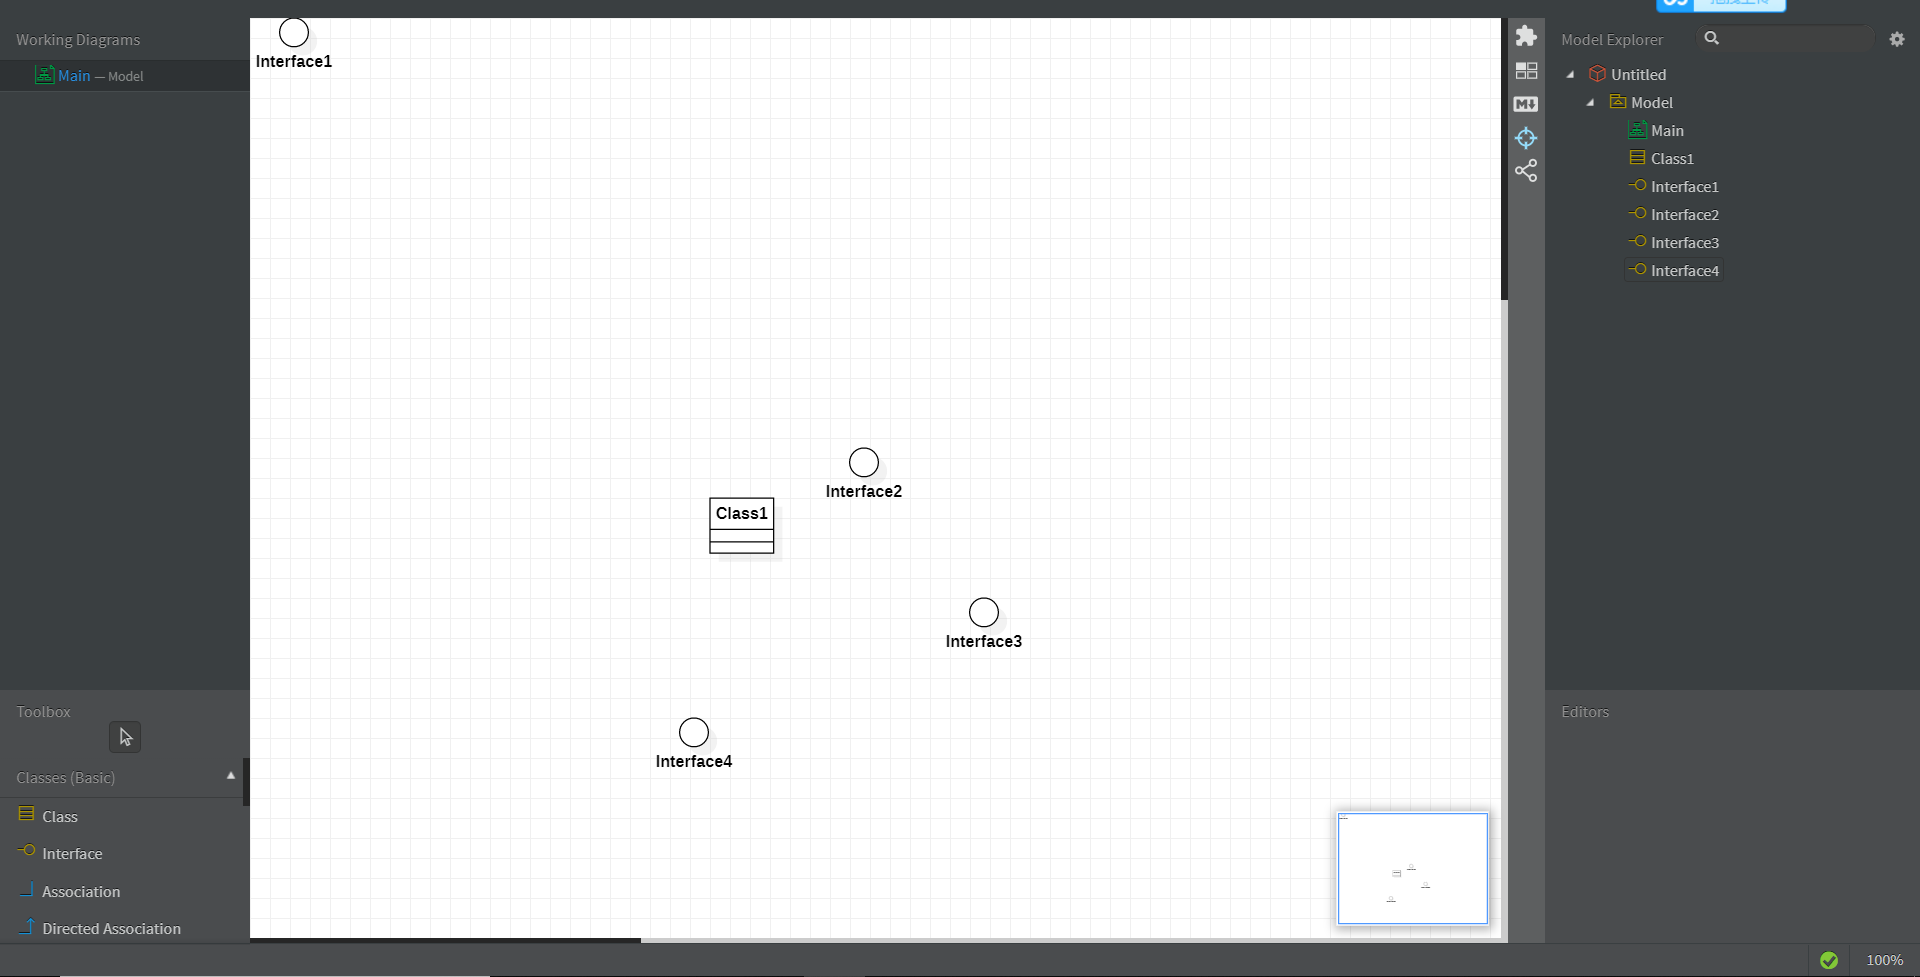 Working Diagrams
Main — Model
Toolbox
Classes (Basic)
Class
Interface
Association
Directed Association
Interface1
Interface2
Class1
Interface3
Interface4
M
Model Explorer
Untitled
Model
Main
Class1
Interface1
Interface2
Interface3
Interface4
Editors
100%